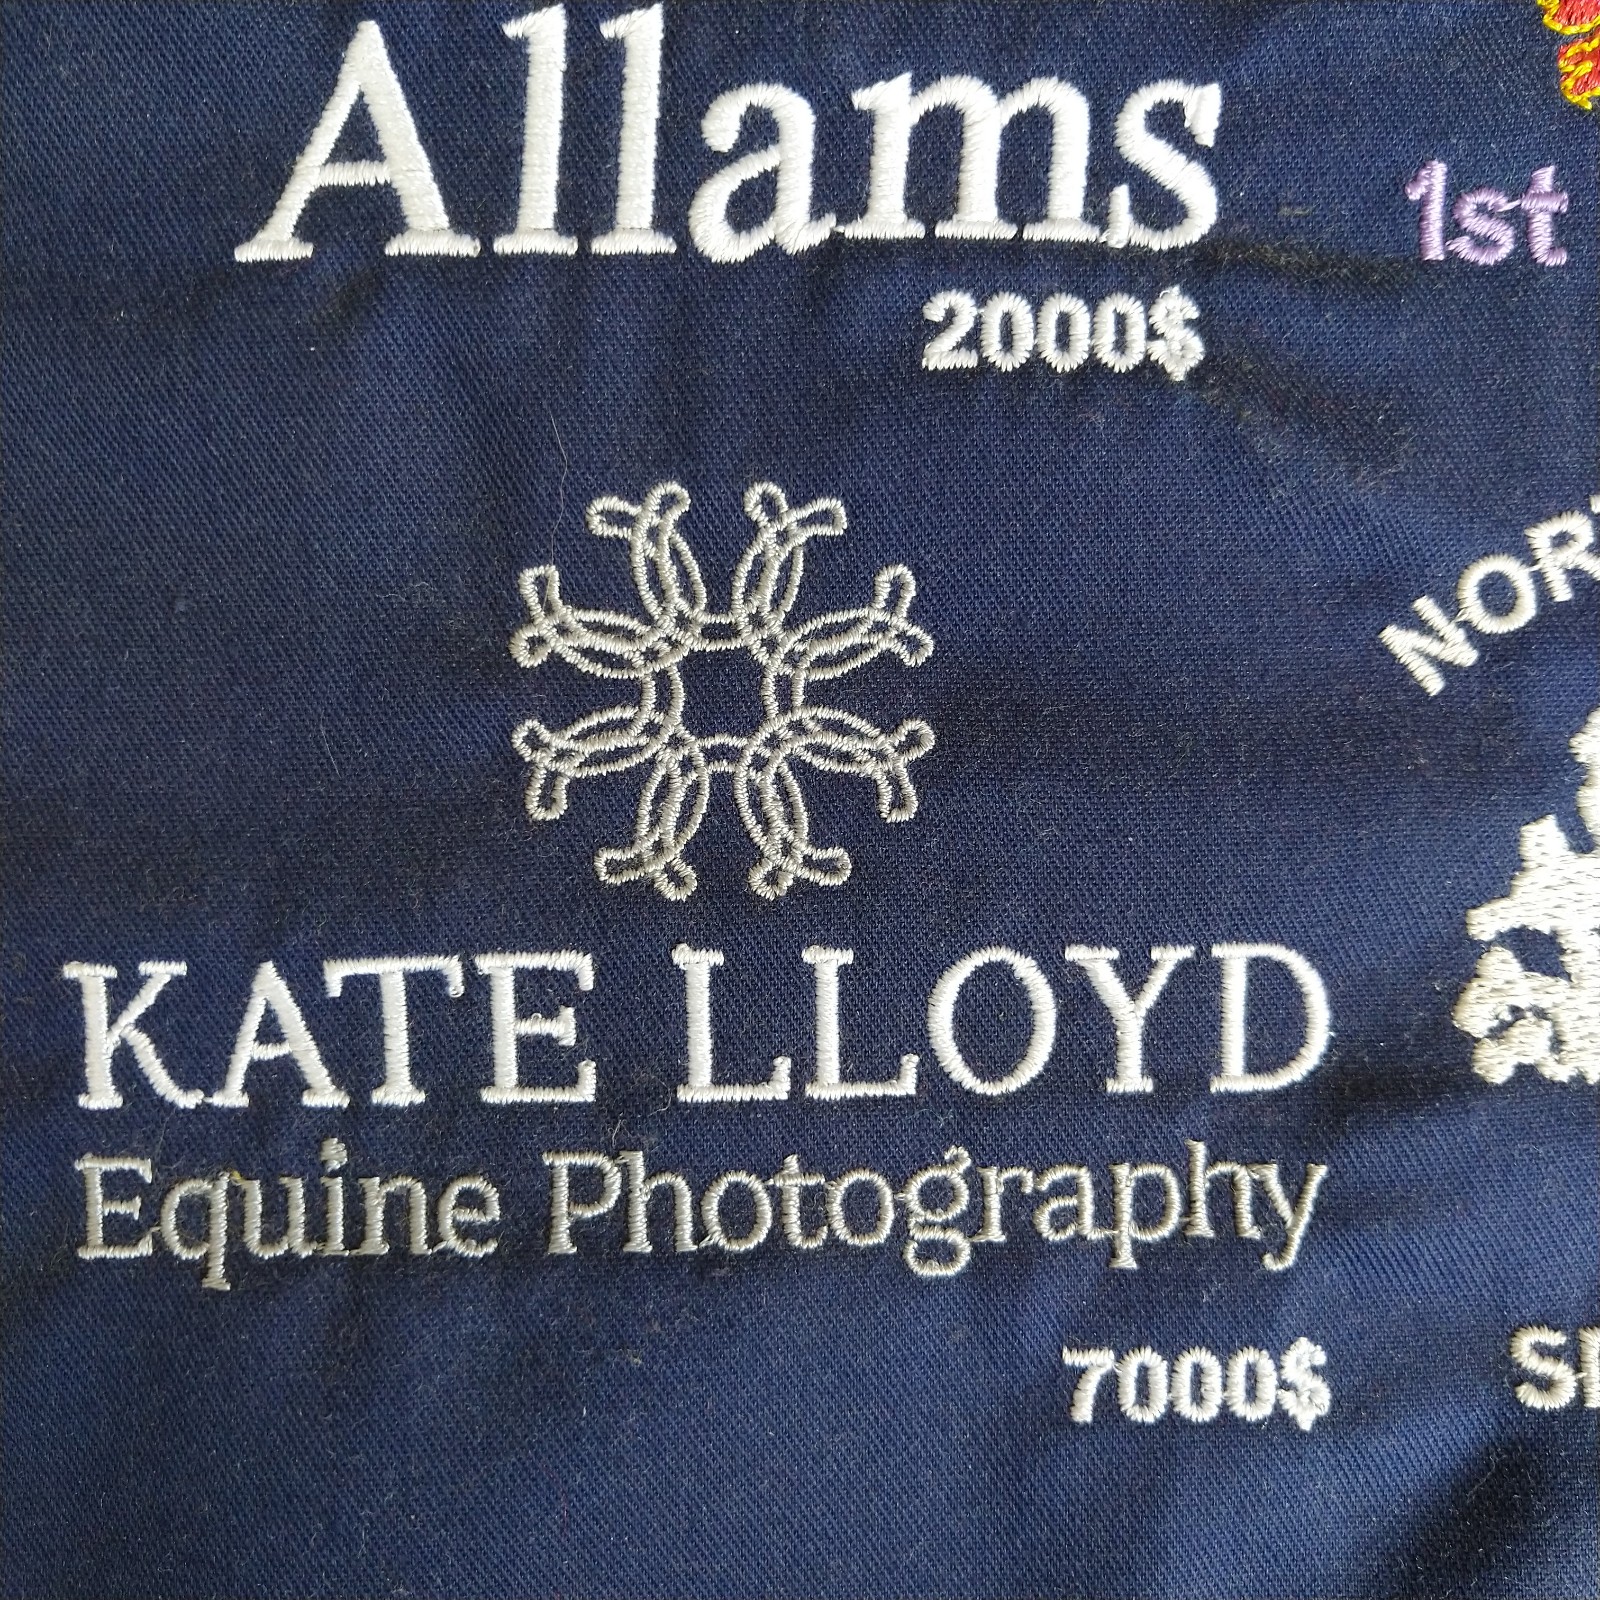 Allams
1st
2000$
KATE LLOYD
Equine Photography
7000$